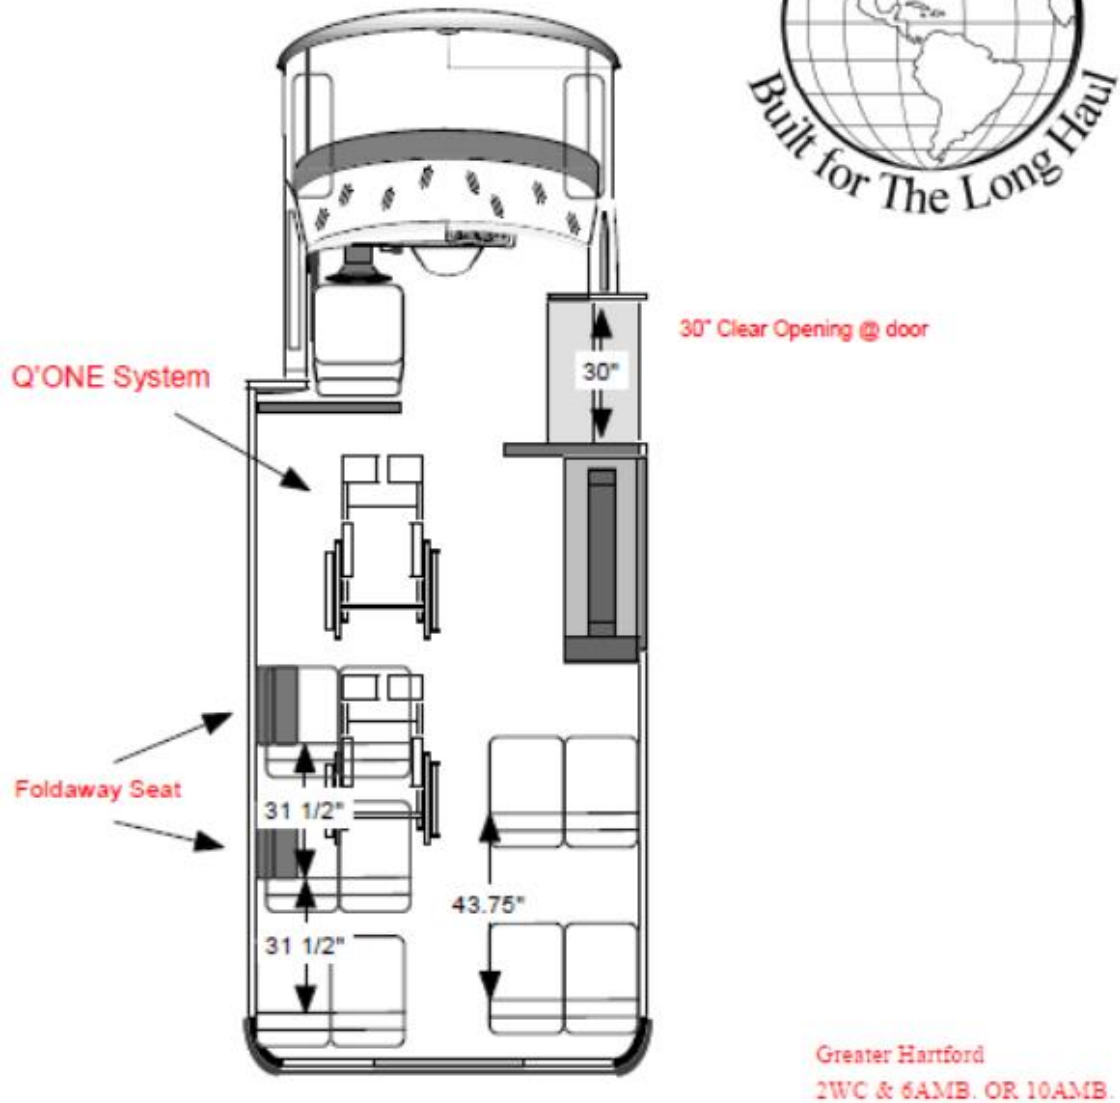 Built for The Long Haul
30" Clear Opening @ door
30"
Q'ONE System
Foldaway Seat
31 1/2"
43.75"
31 1/2"
Greater Hartford
2WC & 6AMB. OR 10AMB.